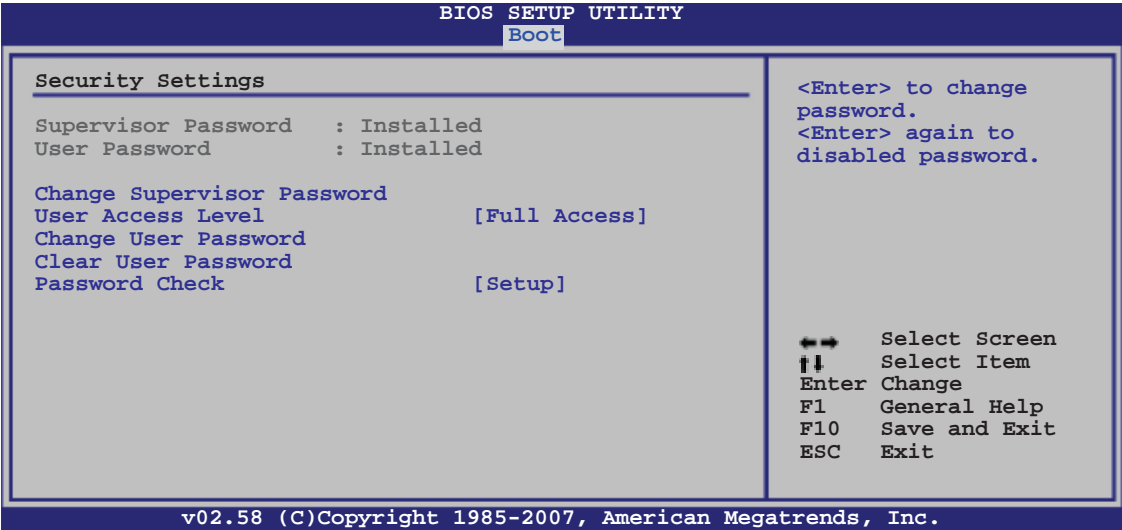 BIOS SETUP UTILITY
Boot
Security Settings
Supervisor Password : Installed
User Password : Installed
Change Supervisor Password
User Access Level [Full Access]
Change User Password
Clear User Password
Password Check [Setup]
<Enter> to change
password.
<Enter> again to
disabled password.
←→ Select Screen
↑↓ Select Item
Enter Change
F1 General Help
F10 Save and Exit
ESC Exit
v02.58 (C)Copyright 1985-2007, American Megatrends, Inc.